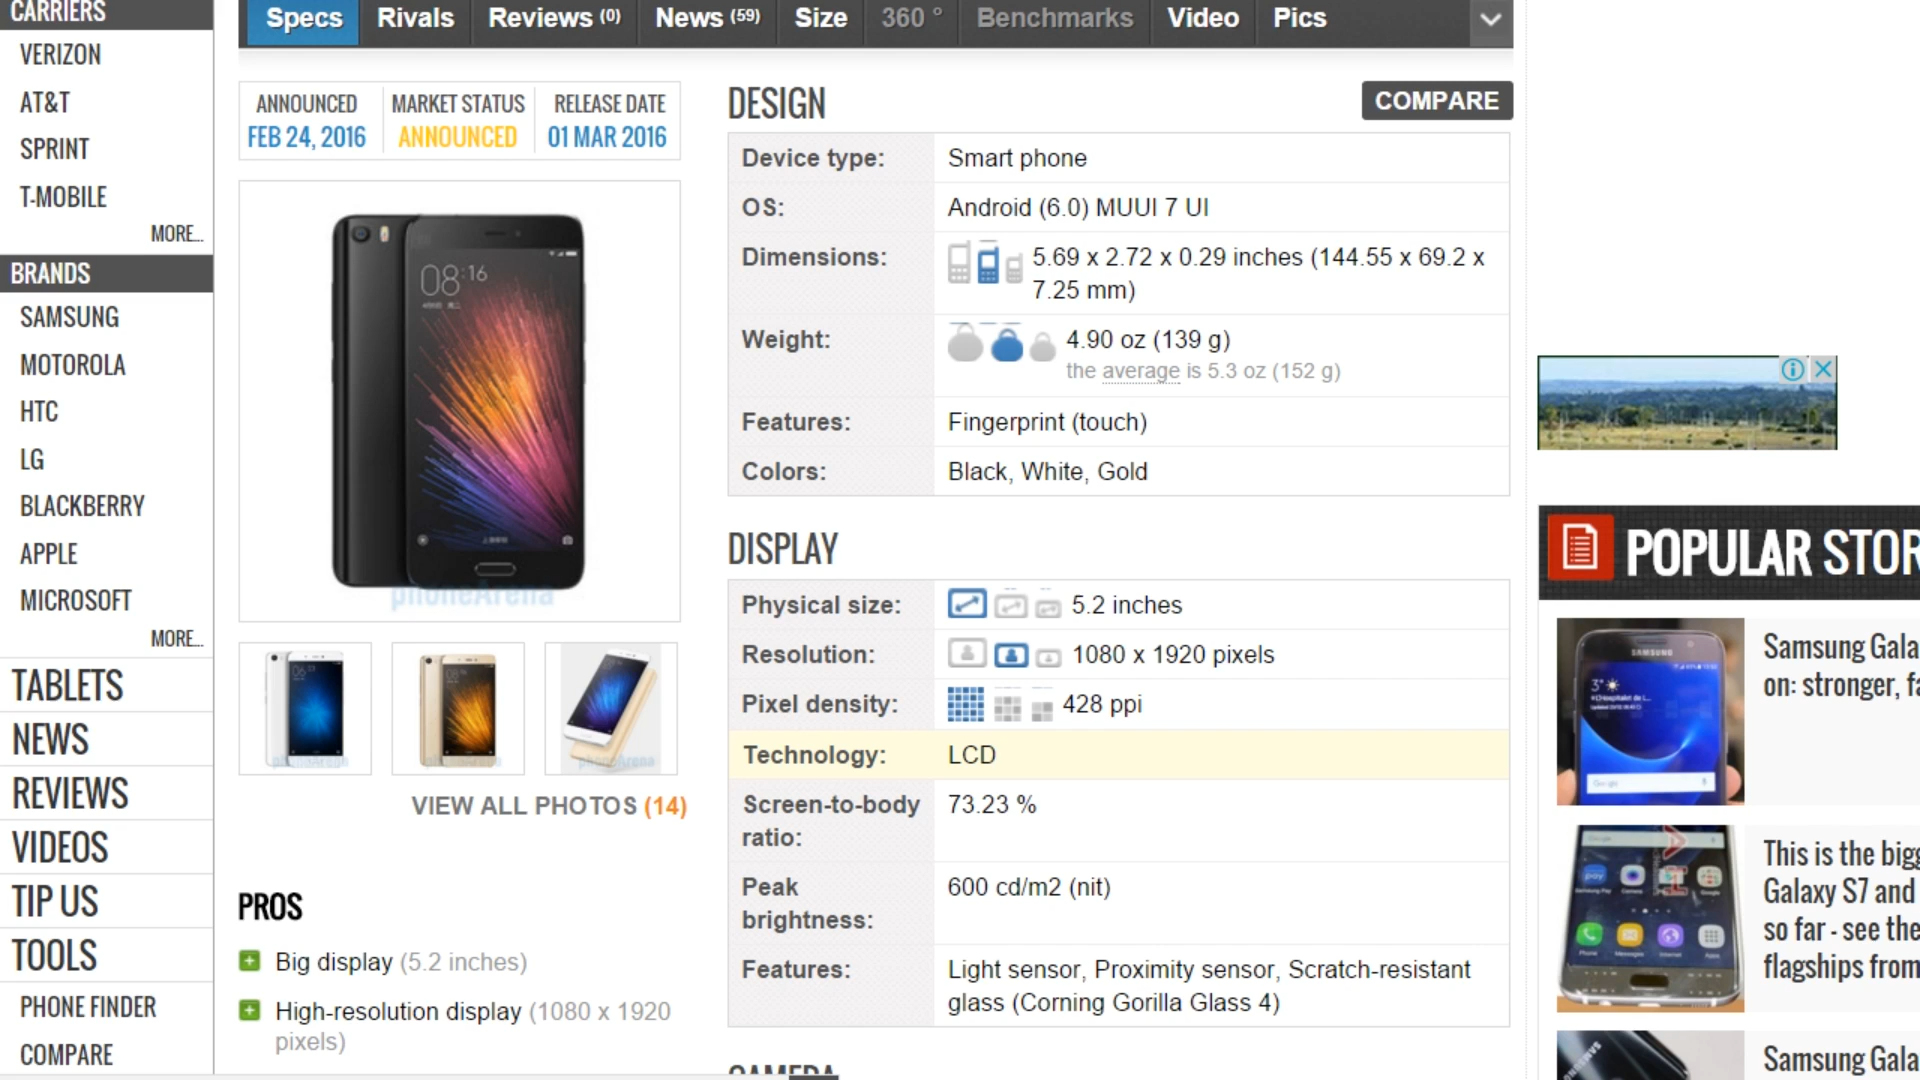 CARRIERS
VERIZON
AT&T
SPRINT
T-MOBILE
MORE...
BRANDS
SAMSUNG
MOTOROLA
HTC
LG
BLACKBERRY
APPLE
MICROSOFT
MORE...
TABLETS
NEWS
REVIEWS
VIDEOS
TIP US
TOOLS
PHONE FINDER
COMPARE
Specs Rivals Reviews (0) News (59) Size 360 ° Benchmarks Video Pics
ANNOUNCED MARKET STATUS RELEASE DATE
FEB 24, 2016 ANNOUNCED 01 MAR 2016
08:16
phoneArena
VIEW ALL PHOTOS (14)
PROS
Big display (5.2 inches)
High-resolution display (1080 x 1920
pixels)
DESIGN
COMPARE
Device type: Smart phone
OS: Android (6.0) MUUI 7 UI
Dimensions: 5.69 x 2.72 x 0.29 inches (144.55 x 69.2 x
7.25 mm)
Weight: 4.90 oz (139 g)
the average is 5.3 oz (152 g)
Features: Fingerprint (touch)
Colors: Black, White, Gold
DISPLAY
Physical size: 5.2 inches
Resolution: 1080 x 1920 pixels
Pixel density: 428 ppi
Technology: LCD
Screen-to-body 73.23 %
ratio:
Peak 600 cd/m2 (nit)
brightness:
Features: Light sensor, Proximity sensor, Scratch-resistant
glass (Corning Gorilla Glass 4)
CAMERA
POPULAR STOR
SAMSUNG
3°
Google
Samsung Gala
on: stronger, fa
This is the bigg
Galaxy S7 and
so far - see the
flagships from
Samsung Gala